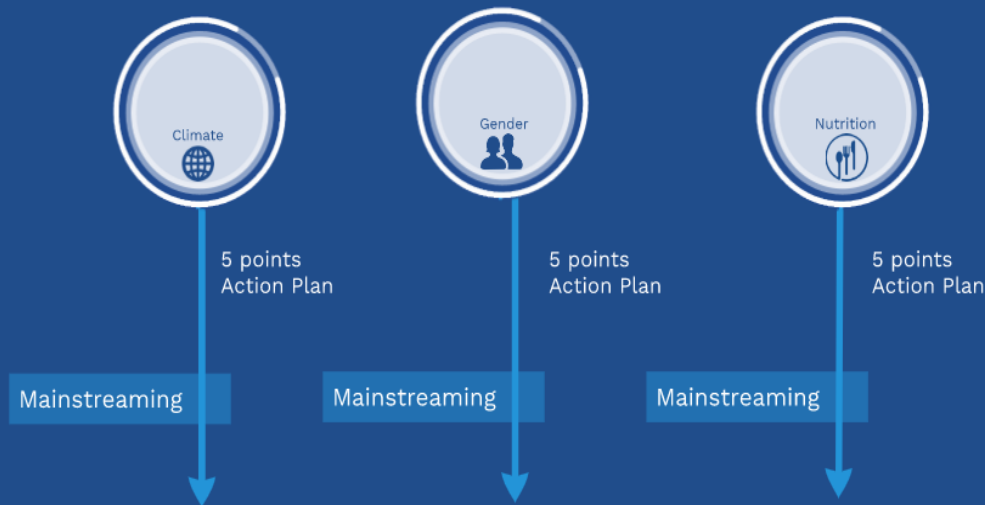 Climate
Gender
Nutrition
5 points
Action Plan
5 points
Action Plan
5 points
Action Plan
Mainstreaming
Mainstreaming
Mainstreaming